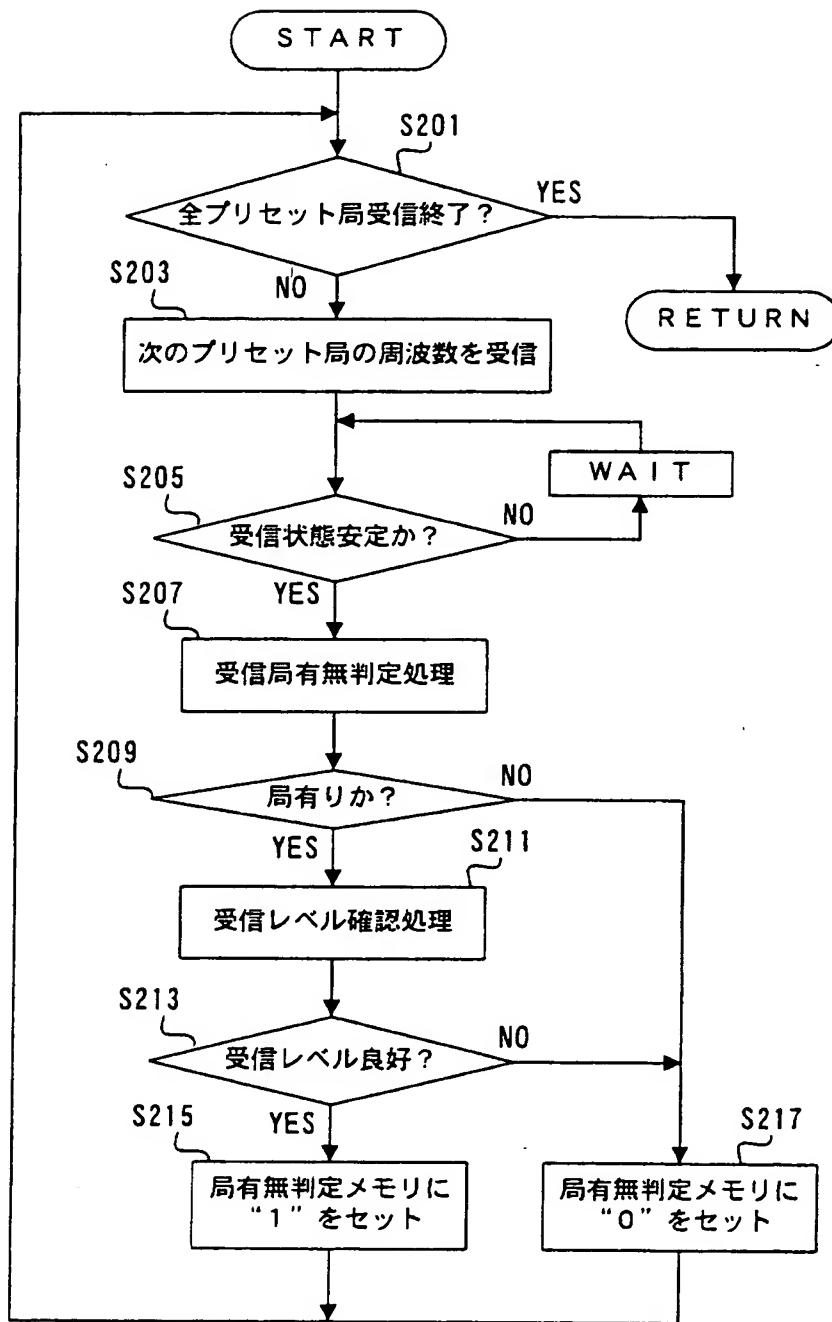 START
S201
全プリセット局受信終了?
YES
NO
RETURN
S203
次のプリセット局の周波数を受信
WAIT
S205
受信状態安定か?
NO
YES
S207
受信局有無判定処理
S209
局有りか?
NO
YES
S211
受信レベル確認処理
S213
受信レベル良好?
NO
YES
S215
局有無判定メモリに
“1”をセット
S217
局有無判定メモリに
“0”をセット